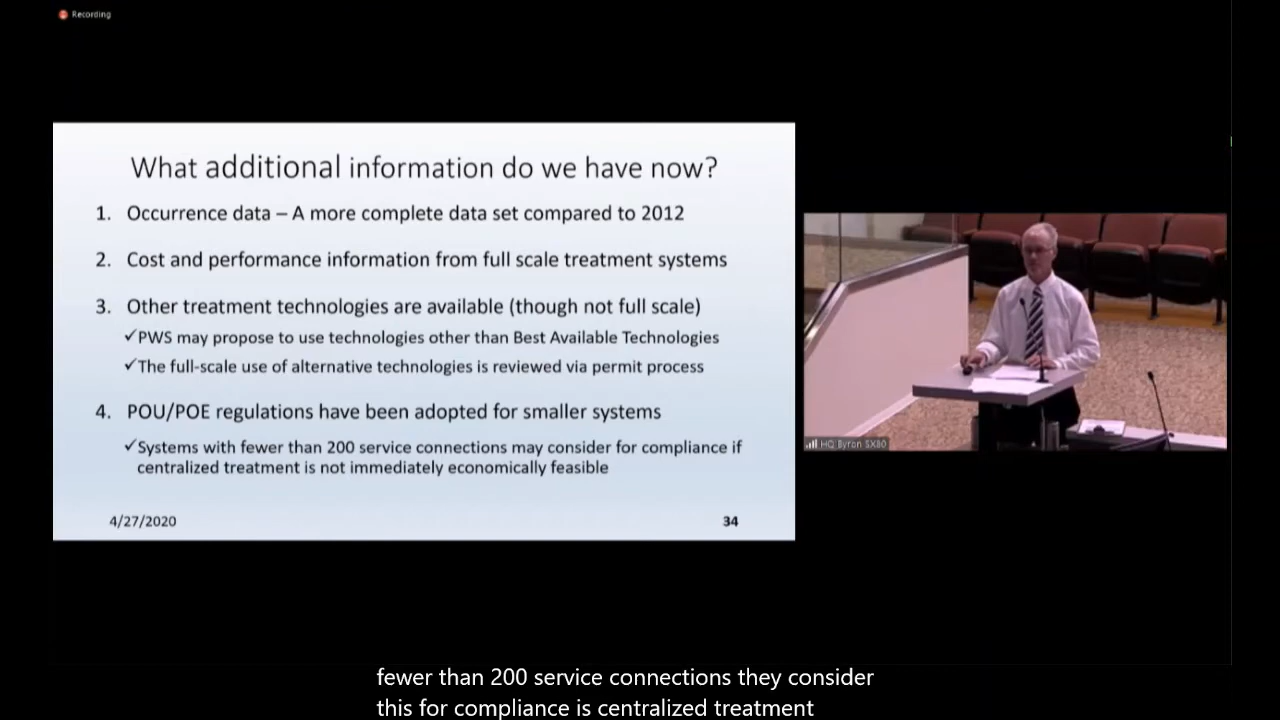 Recording
What additional information do we have now?
1. Occurrence data – A more complete data set compared to 2012
2. Cost and performance information from full scale treatment systems
3. Other treatment technologies are available (though not full scale)
✓PWS may propose to use technologies other than Best Available Technologies
✓The full-scale use of alternative technologies is reviewed via permit process
4. POU/POE regulations have been adopted for smaller systems
✓Systems with fewer than 200 service connections may consider for compliance if
centralized treatment is not immediately economically feasible
4/27/2020 34
HQ Byron SX80
fewer than 200 service connections they consider
this for compliance is centralized treatment